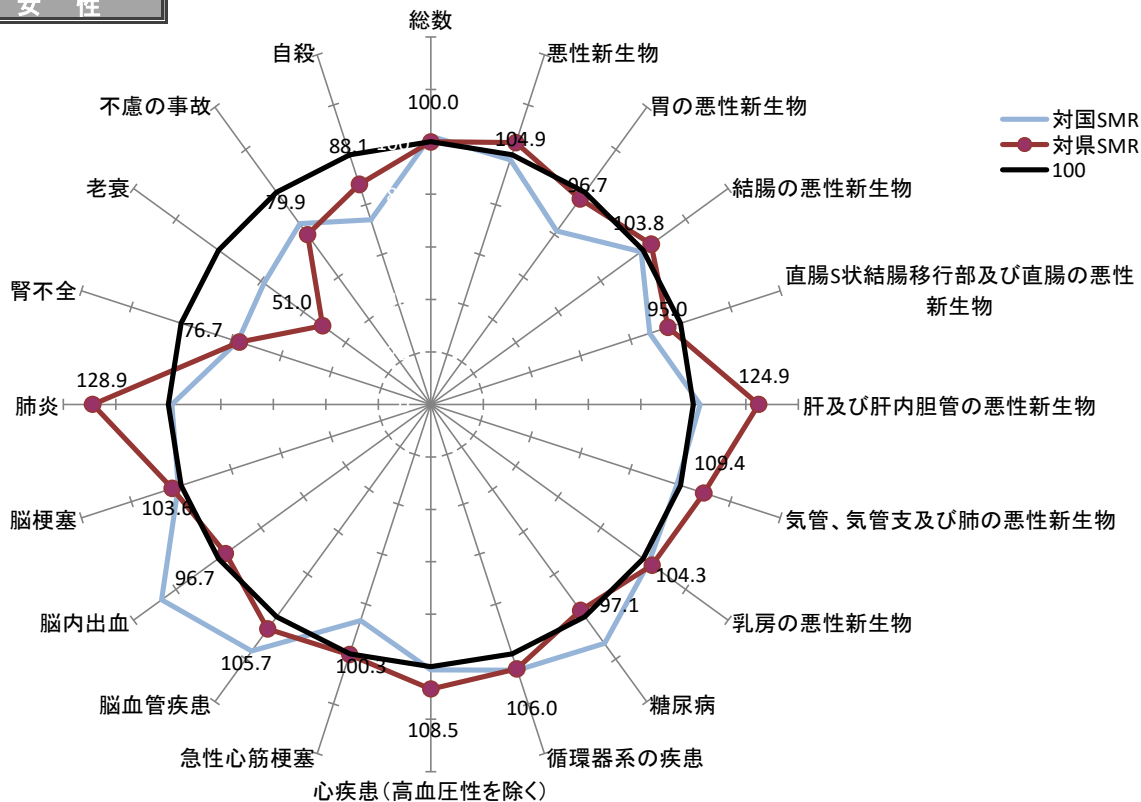 女 性
総数
悪性新生物
胃の悪性新生物
結腸の悪性新生物
直腸S状結腸移行部及び直腸の悪性
新生物
肝及び肝内胆管の悪性新生物
気管、気管支及び肺の悪性新生物
乳房の悪性新生物
糖尿病
循環器系の疾患
心疾患(高血圧性を除く)
急性心筋梗塞
脳血管疾患
脳内出血
脳梗塞
肺炎
腎不全
老衰
不慮の事故
自殺
100.0
104.9
96.7
103.8
95.0
124.9
109.4
104.3
97.1
106.0
108.5
100.3
105.7
96.7
103.6
128.9
76.7
51.0
79.9
88.1
対国SMR
対県SMR
100